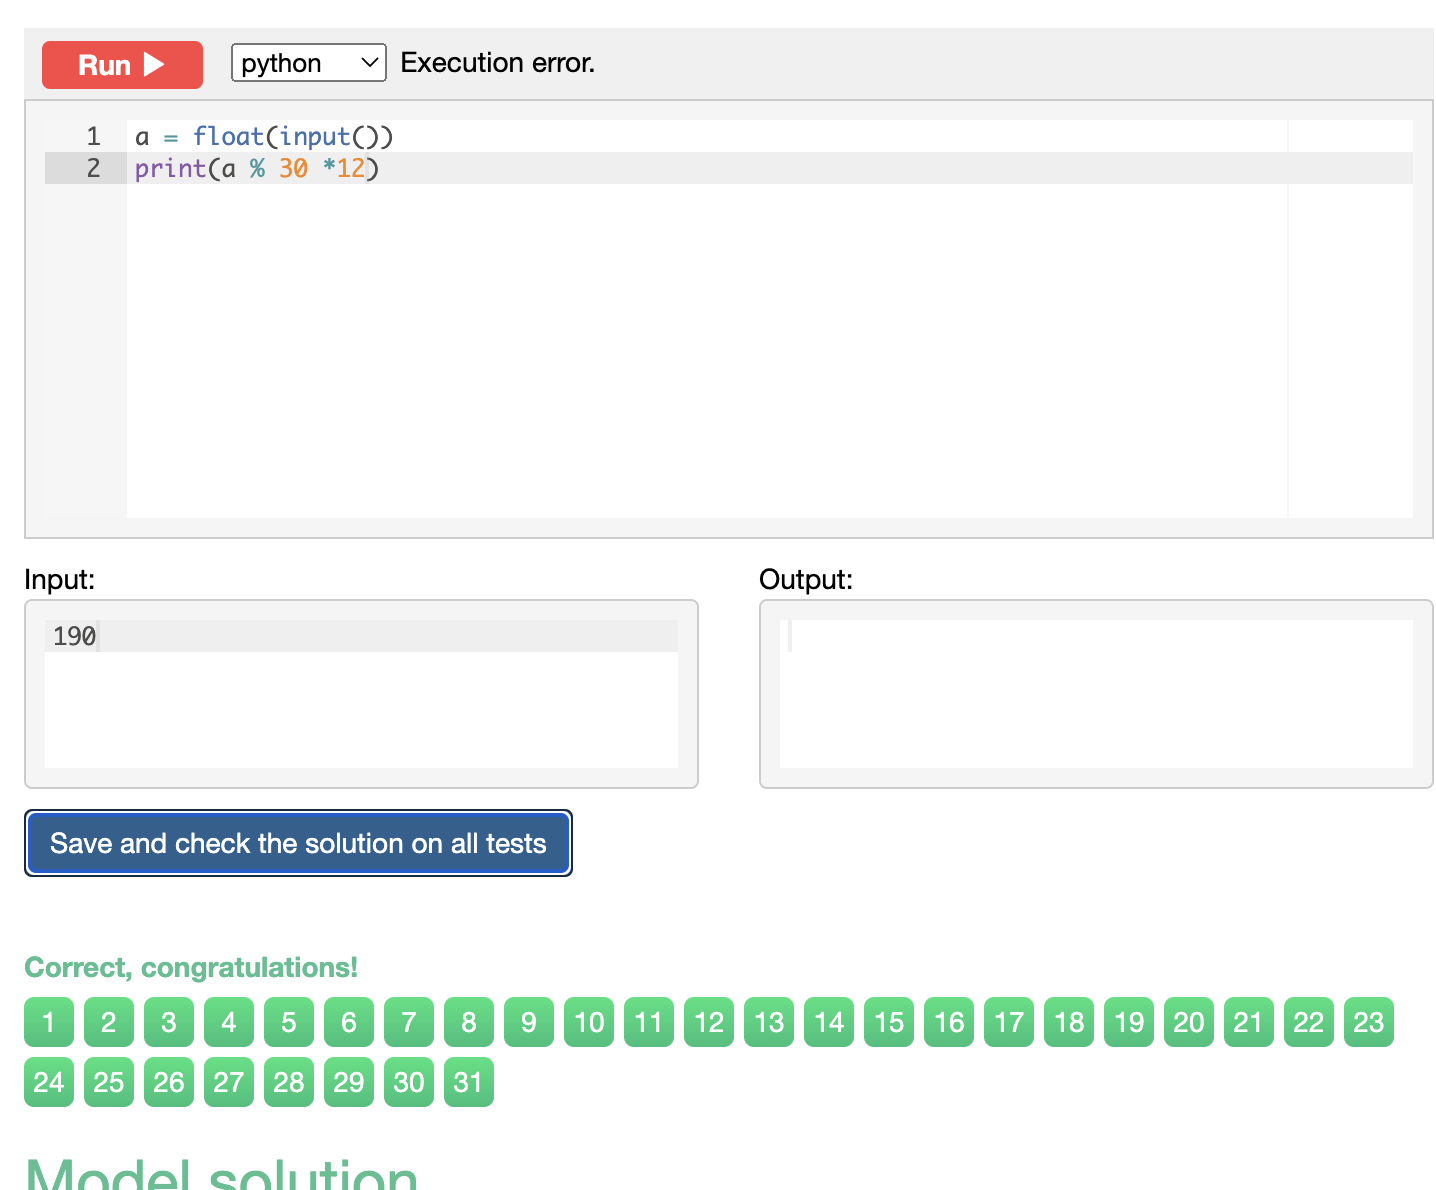 Run ▶ python Execution error.
1 a = float(input())
2 print(a % 30 *12)
Input:
Output:
190
Save and check the solution on all tests
Correct, congratulations!
1 2 3 4 5 6 7 8 9 10 11 12 13 14 15 16 17 18 19 20 21 22 23
24 25 26 27 28 29 30 31
Model solution